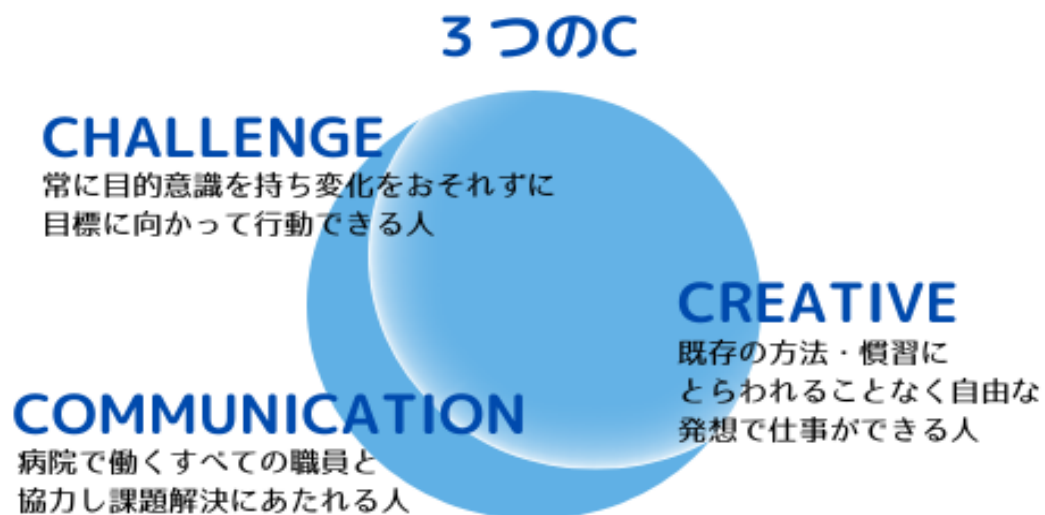 3つのC
CHALLENGE
常に目的意識を持ち変化をおそれずに
目標に向かって行動できる人
CREATIVE
既存の方法・慣習に
とらわれることなく自由な
発想で仕事ができる人
COMMUNICATION
病院で働くすべての職員と
協力し課題解決にあたれる人